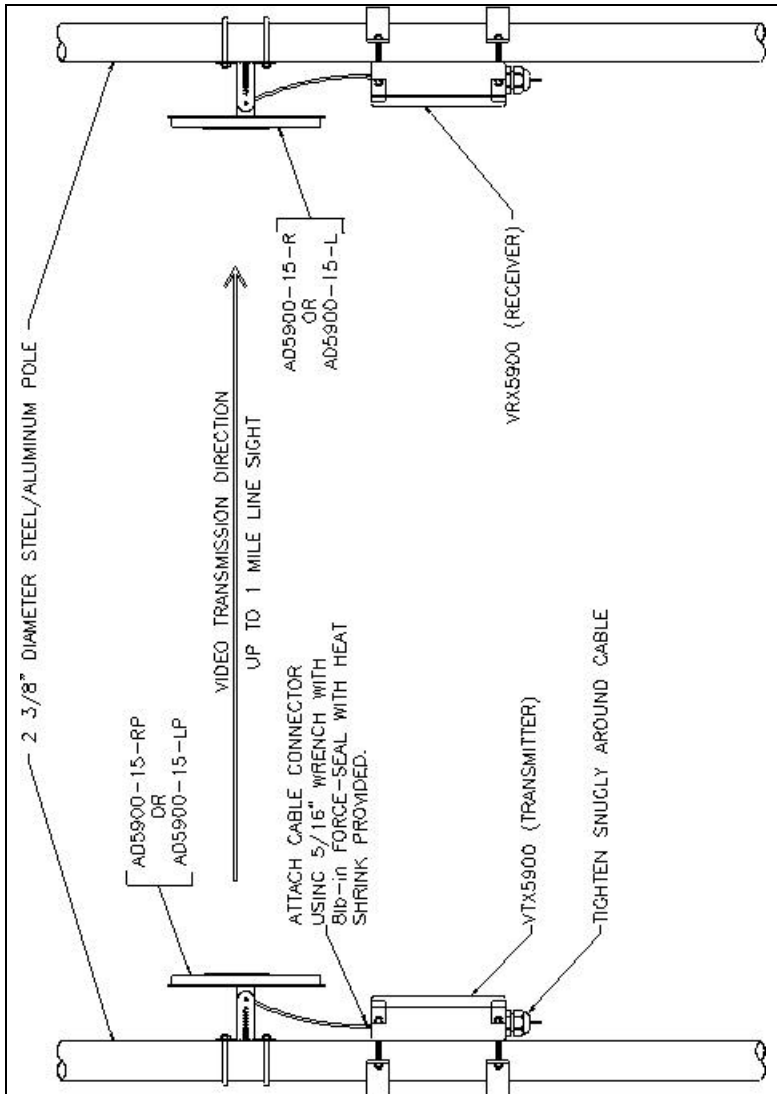 2 3/8" DIAMETER STEEL/ALUMINUM POLE
AD5900-15-RP
OR
AD5900-15-LP
VIDEO TRANSMISSION DIRECTION
UP TO 1 MILE LINE SIGHT
AD5900-15-R
OR
AD5900-15-L
ATTACH CABLE CONNECTOR
USING 5/16" WRENCH WITH
8lb-in FORCE-SEAL WITH HEAT
SHRINK PROVIDED.
VTX5900 (TRANSMITTER)
TIGHTEN SNUGLY AROUND CABLE
VRX5900 (RECEIVER)